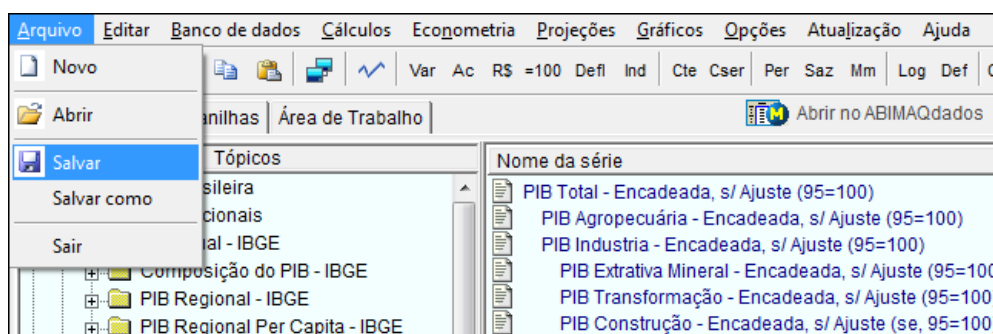 Arquivo Editar Banco de dados Cálculos Econometria Projeções Gráficos Opções Atualização Ajuda
Novo
Var Ac R$ =100 Defl Ind Cte Cser Per Saz Mm Log Def
Abrir
anilhas Área de Trabalho Abrir no ABIMAQdados
Salvar
Tópicos Nome da série
sileira PIB Total - Encadeada, s/ Ajuste (95=100)
Salvar como
cionais PIB Agropecuária - Encadeada, s/ Ajuste (95=100)
Sair
al - IBGE PIB Industria - Encadeada, s/ Ajuste (95=100)
Composição do PIB - IBGE PIB Extrativa Mineral - Encadeada, s/ Ajuste (95=100
PIB Regional - IBGE PIB Transformação - Encadeada, s/ Ajuste (95=100
PIB Regional Per Capita - IBGE PIB Construção - Encadeada, s/ Ajuste (se, 95=100